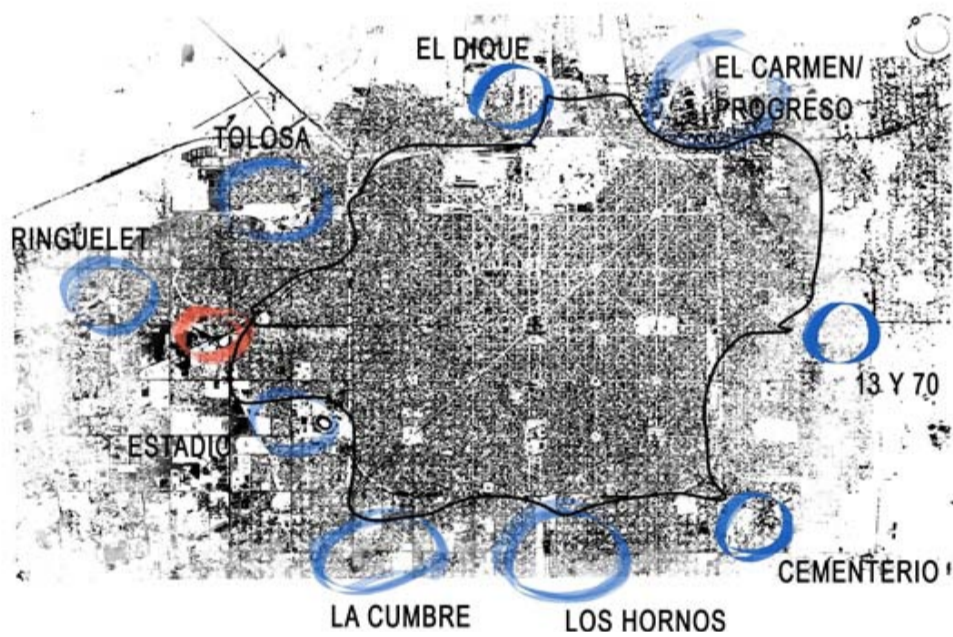 EL DIQUE
EL CARMEN/
PROGRESO
TOLOSA
RINGUELET
13 Y 70
ESTADIO
CEMENTERIO
LA CUMBRE
LOS HORNOS